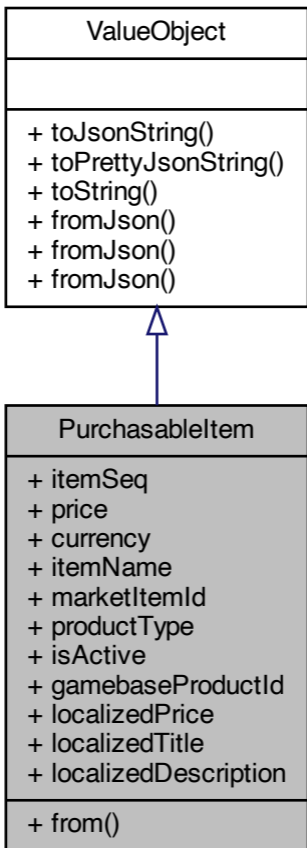 ValueObject
+ toJsonString()
+ toPrettyJsonString()
+ toString()
+ fromJson()
+ fromJson()
+ fromJson()
PurchasableItem
+ itemSeq
+ price
+ currency
+ itemName
+ marketItemId
+ productType
+ isActive
+ gamebaseProductId
+ localizedPrice
+ localizedTitle
+ localizedDescription
+ from()